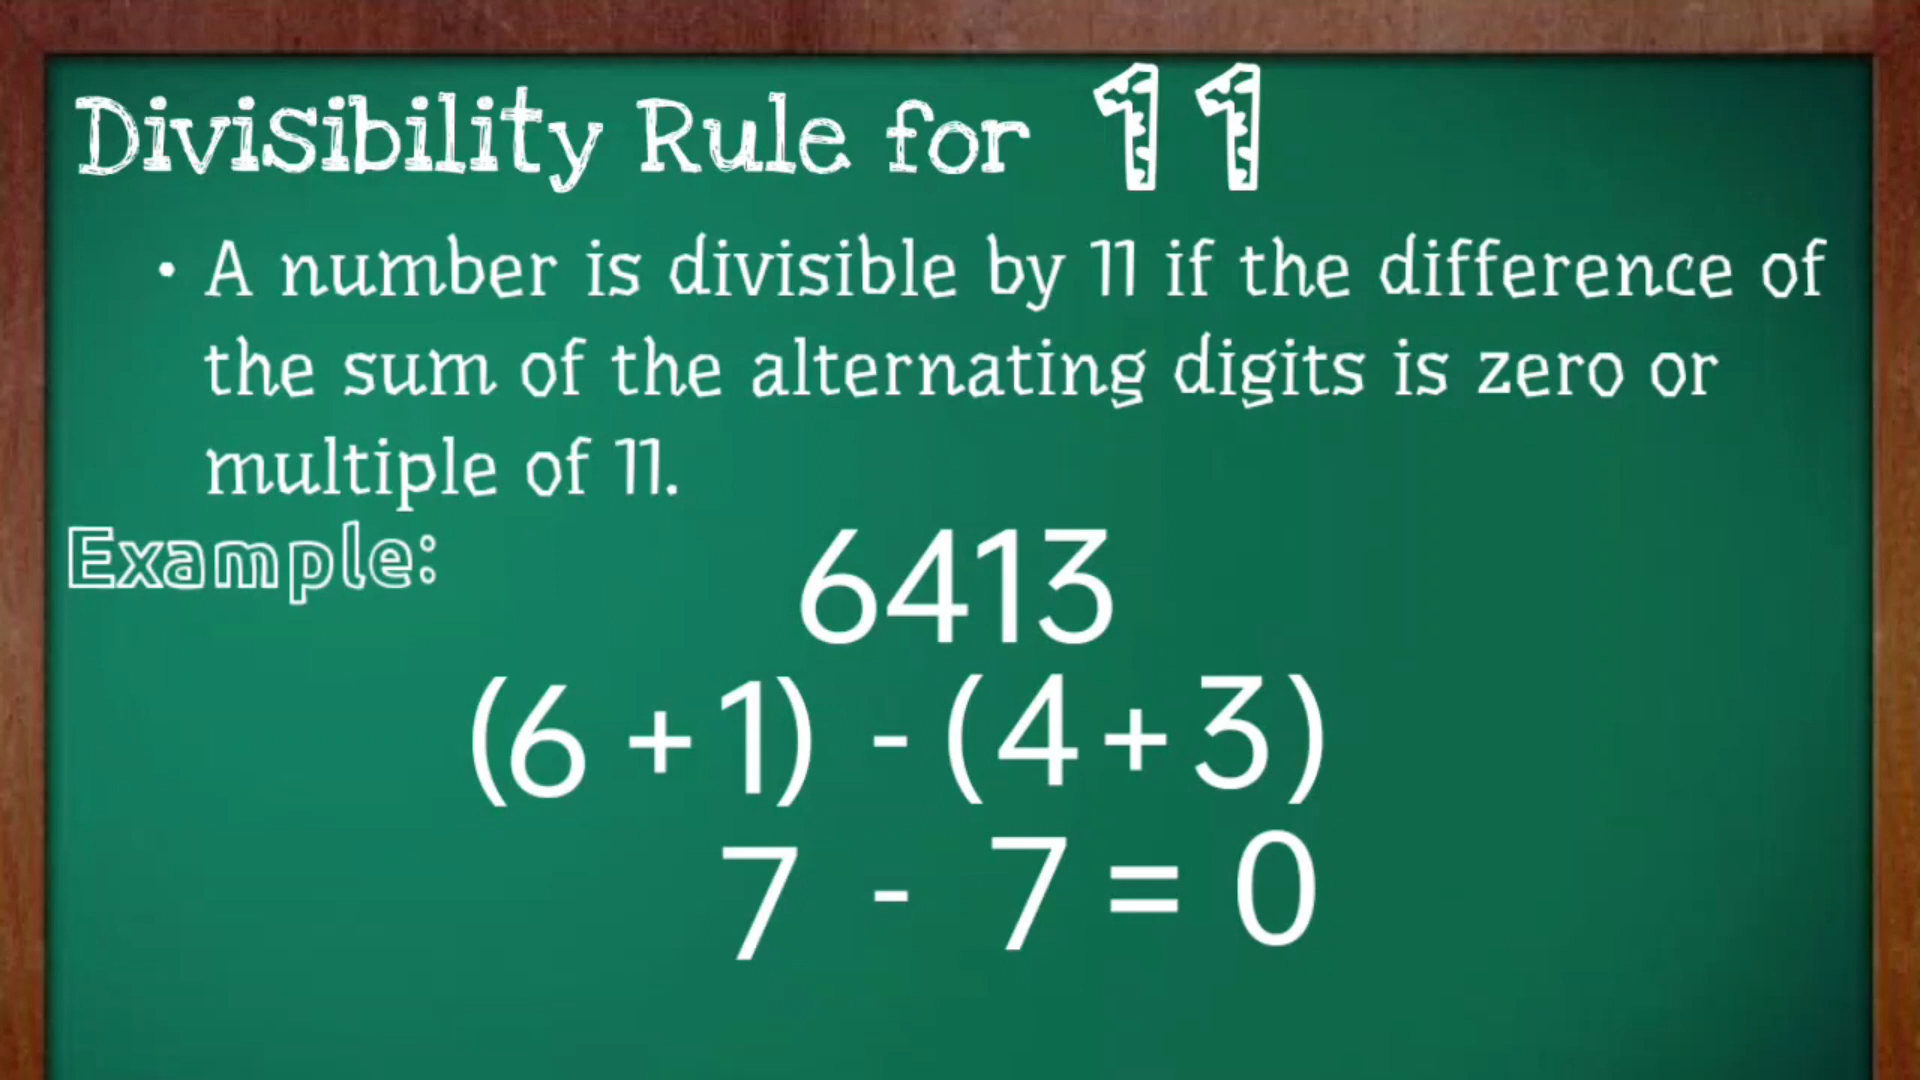 Divisibility Rule for 11
• A number is divisible by 11 if the difference of
the sum of the alternating digits is zero or
multiple of 11.
Example:
6413
(6 + 1) - (4 + 3)
7 - 7 = 0